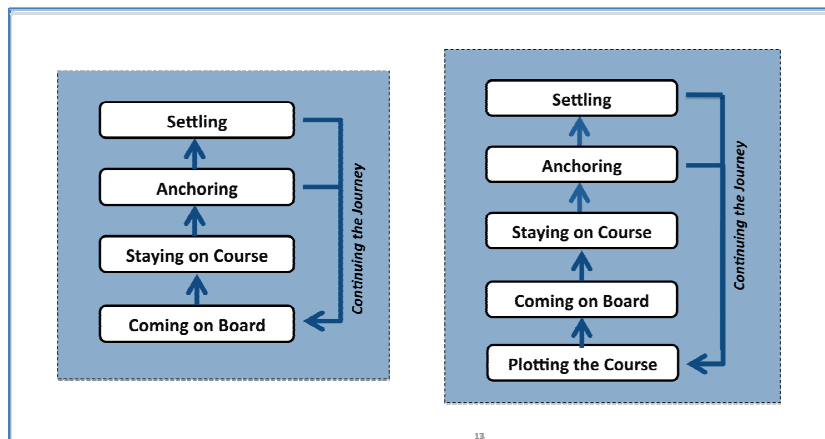 Settling
Anchoring
Staying on Course
Coming on Board
Continuing the Journey
Settling
Anchoring
Staying on Course
Coming on Board
Plotting the Course
Continuing the Journey
13